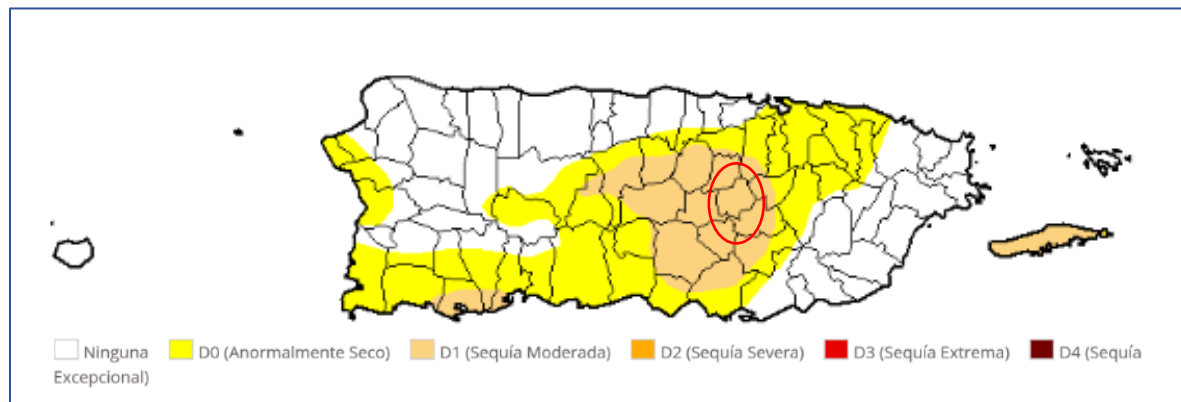 Ninguna D0 (Anormalmente Seco) D1 (Sequía Moderada) D2 (Sequía Severa) D3 (Sequía Extrema) D4 (Sequía
Excepcional)